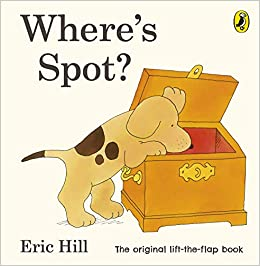 Where's
Spot?
Eric Hill
The original lift-the-flap book